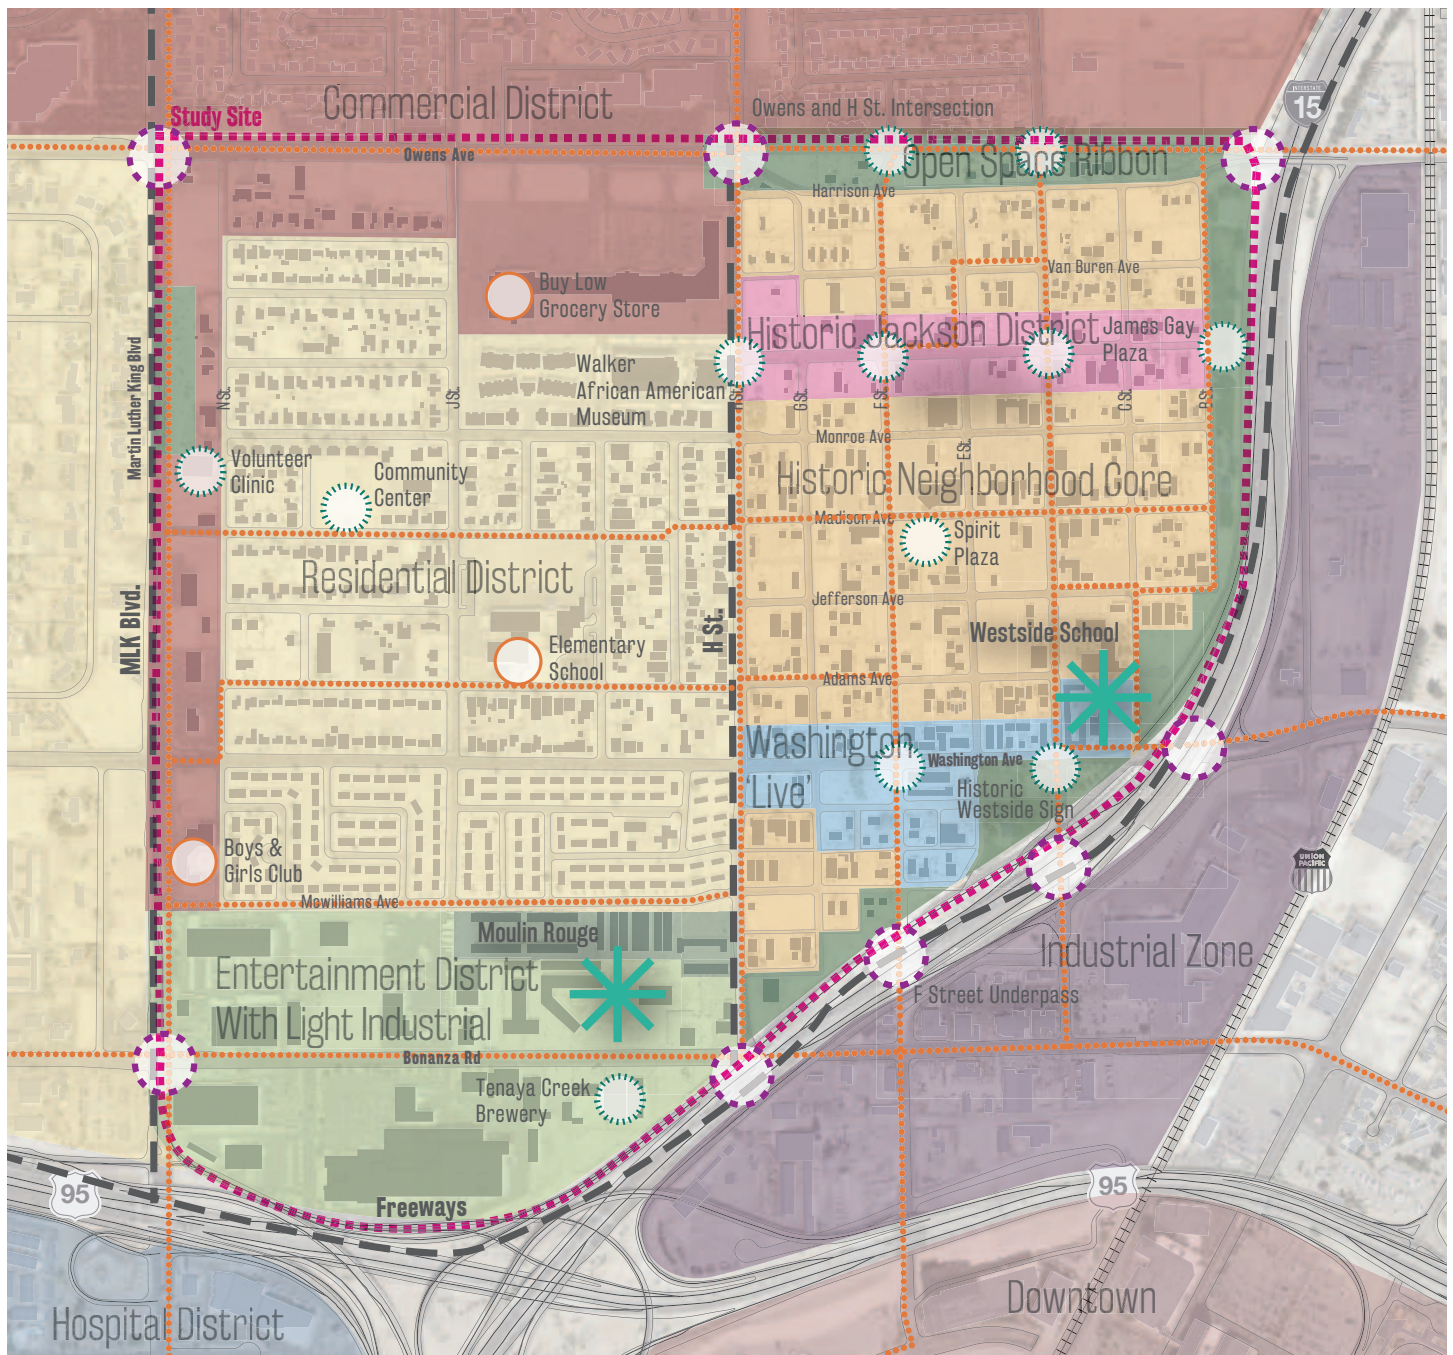 INTERSTATE
15
Commercial District
Study Site
Owens and H St. Intersection
Owens Ave
Open Space Ribbon
Harrison Ave
Van Buren Ave
Buy Low
Grocery Store
Historic Jackson District
James Gay
Plaza
Martin Luther King Blvd
Walker
African American
Museum
N St.
J St.
H St.
G St.
F St.
C St.
B St.
Monroe Ave
E St.
Volunteer
Clinic
Community
Center
Historic Neighborhood Core
Madison Ave
Spirit
Plaza
Residential District
Jefferson Ave
MLK Blvd.
H St.
Westside School
Elementary
School
Adams Ave
Washington
'Live'
Washington Ave
Historic
Westside Sign
Boys &
Girls Club
UNION
PACIFIC
Mcwilliams Ave
Moulin Rouge
Entertainment District
With Light Industrial
Industrial Zone
F Street Underpass
Bonanza Rd
Tenaya Creek
Brewery
95
95
Freeways
Hospital District
Downtown